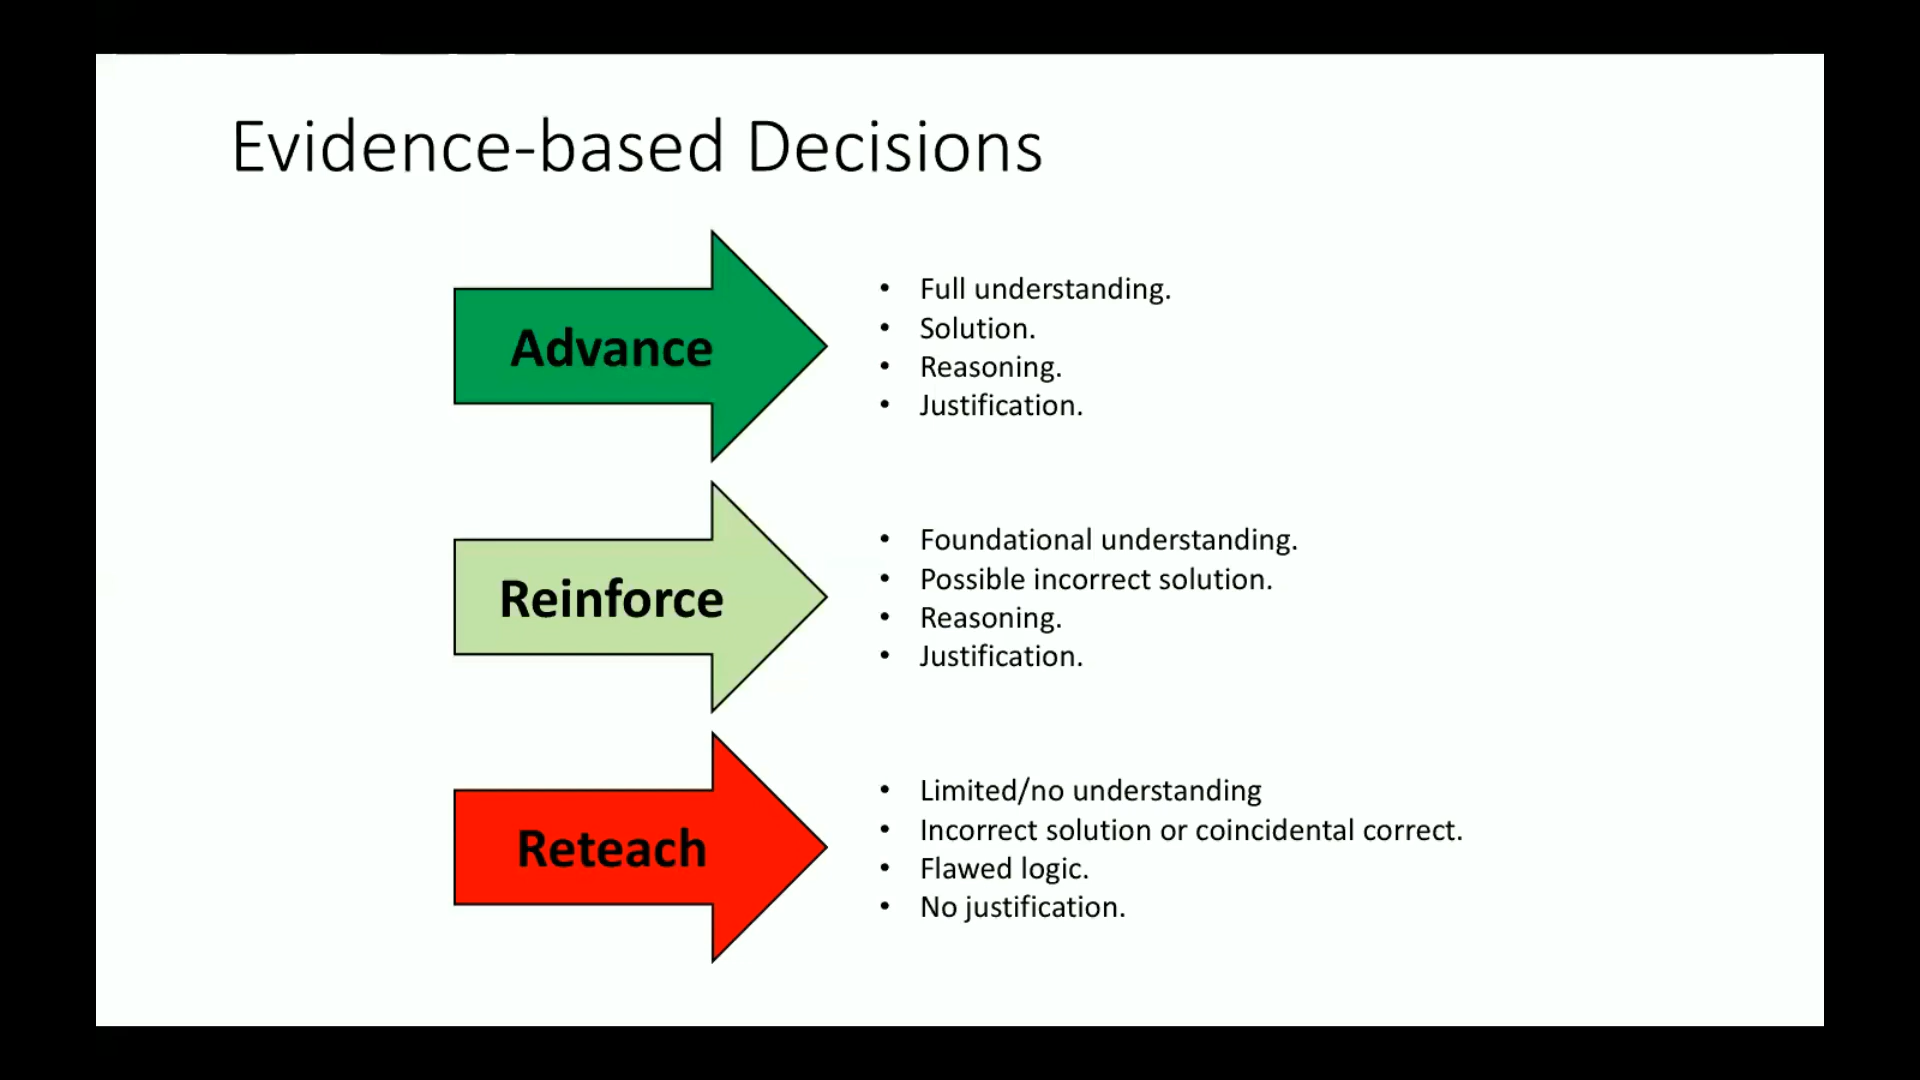 Evidence-based Decisions
Advance
• Full understanding.
• Solution.
• Reasoning.
• Justification.
Reinforce
• Foundational understanding.
• Possible incorrect solution.
• Reasoning.
• Justification.
Reteach
• Limited/no understanding
• Incorrect solution or coincidental correct.
• Flawed logic.
• No justification.